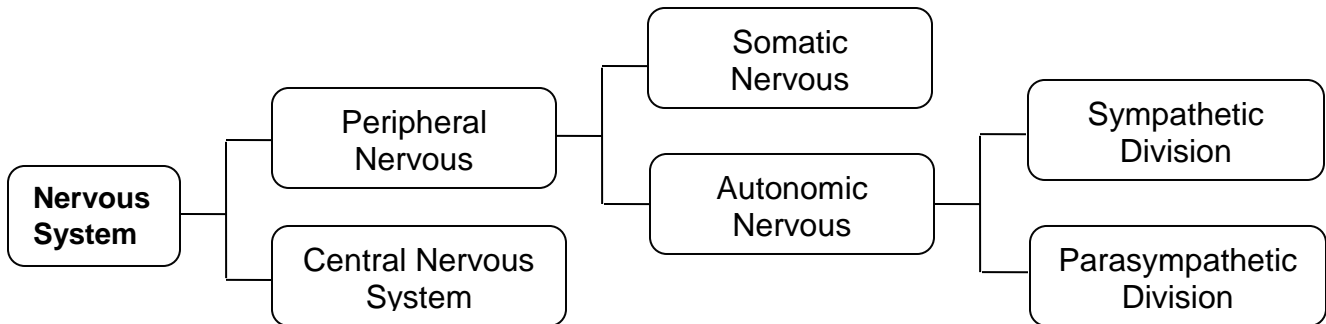 Nervous
System
Peripheral
Nervous
Central Nervous
System
Somatic
Nervous
Autonomic
Nervous
Sympathetic
Division
Parasympathetic
Division